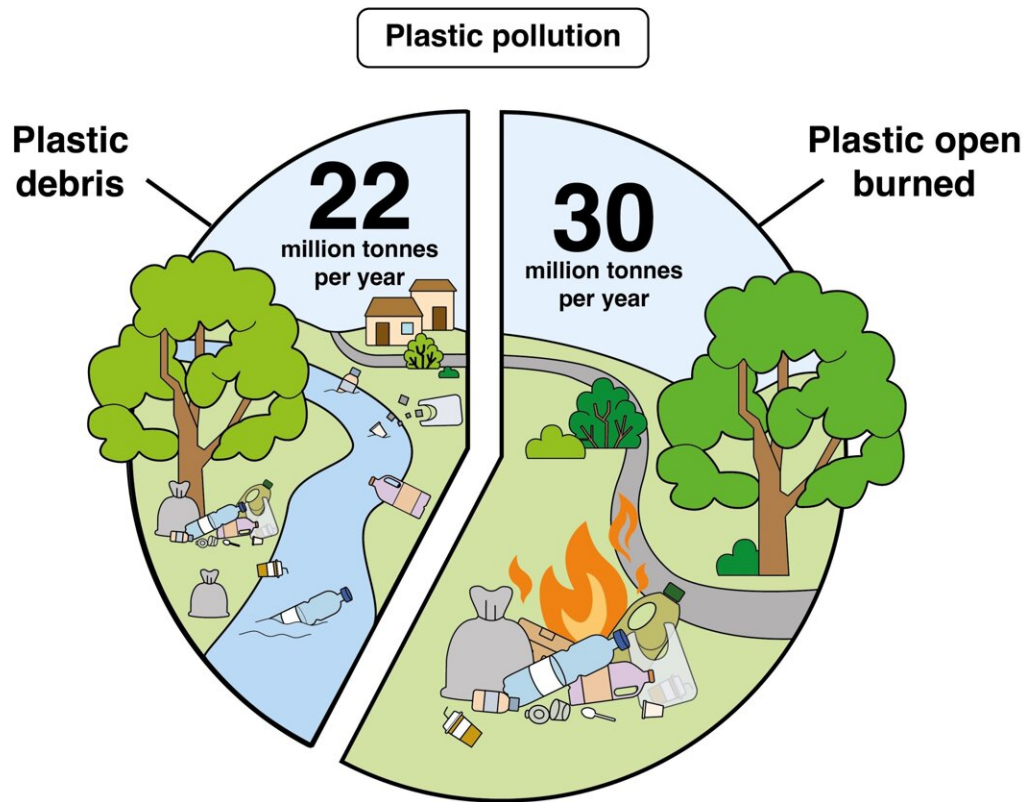 Plastic pollution
Plastic
debris
22
million tonnes
per year
30
million tonnes
per year
Plastic open
burned